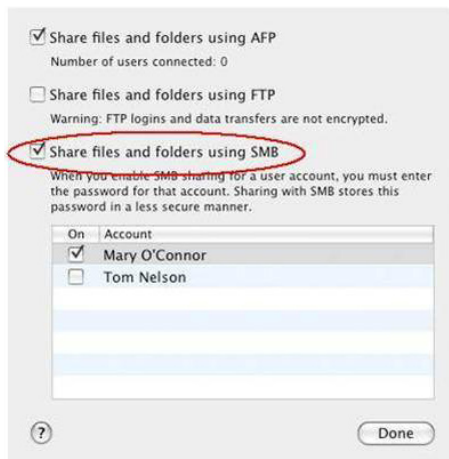 Share files and folders using AFP
Number of users connected: 0
Share files and folders using FTP
Warning: FTP logins and data transfers are not encrypted.
Share files and folders using SMB
When you enable SMB sharing for a user account, you must enter
the password for that account. Sharing with SMB stores this
password in a less secure manner.
On Account
Mary O'Connor
Tom Nelson
? Done